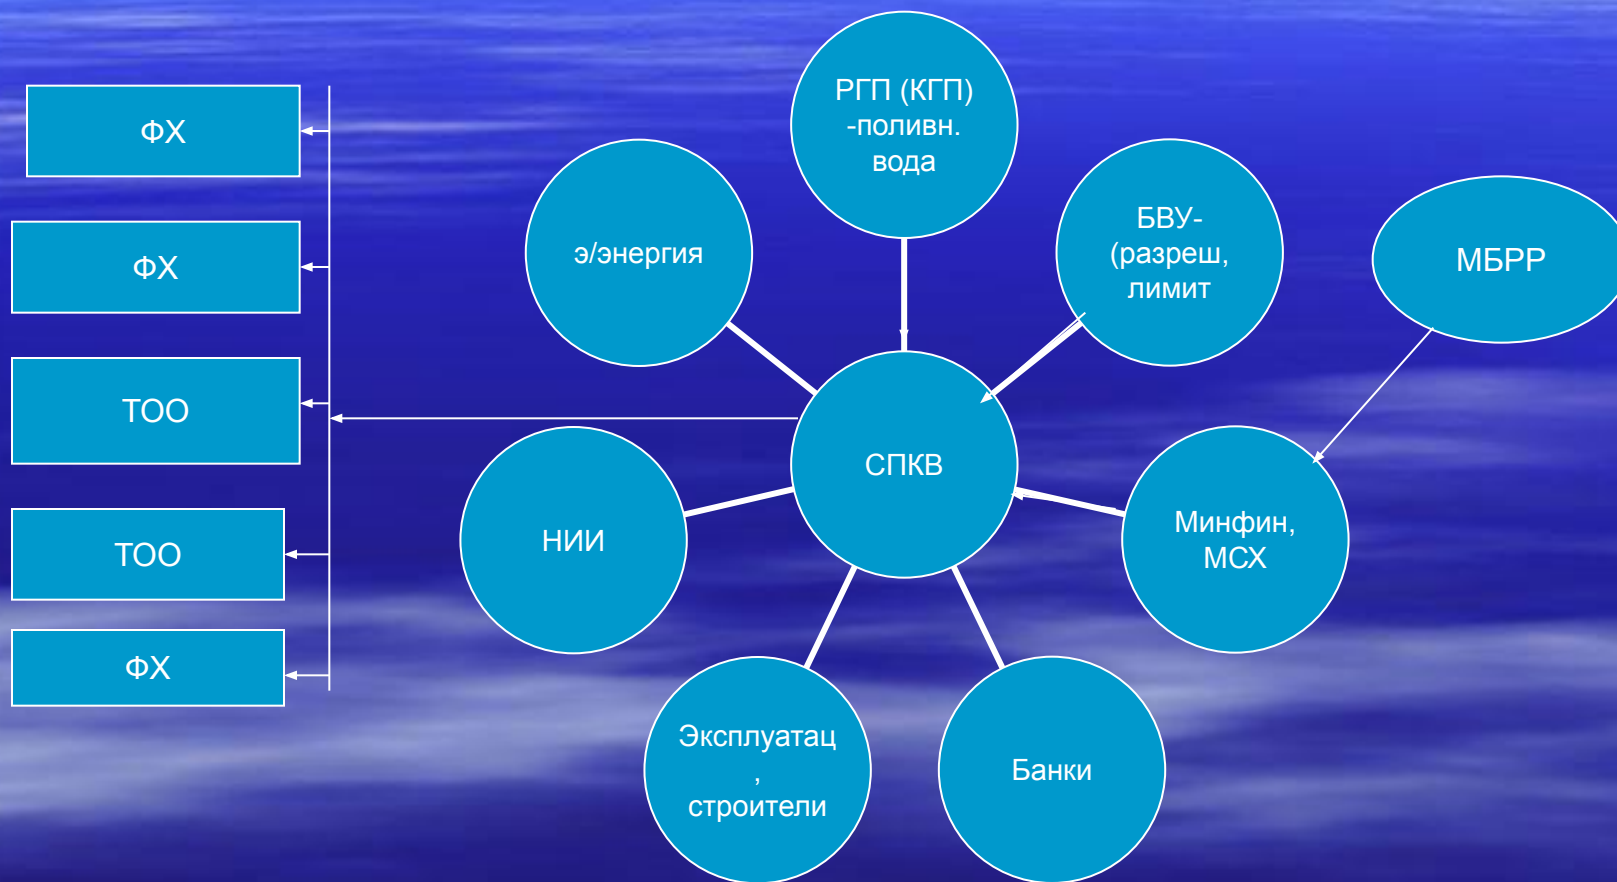 ФХ
ФХ
ТОО
ТОО
ФХ
РГП (КГП)
-поливн.
вода
э/энергия
БВУ-
(разреш,
лимит
МБРР
СПКВ
НИИ
Минфин,
МСХ
Эксплуатац
,
строители
Банки